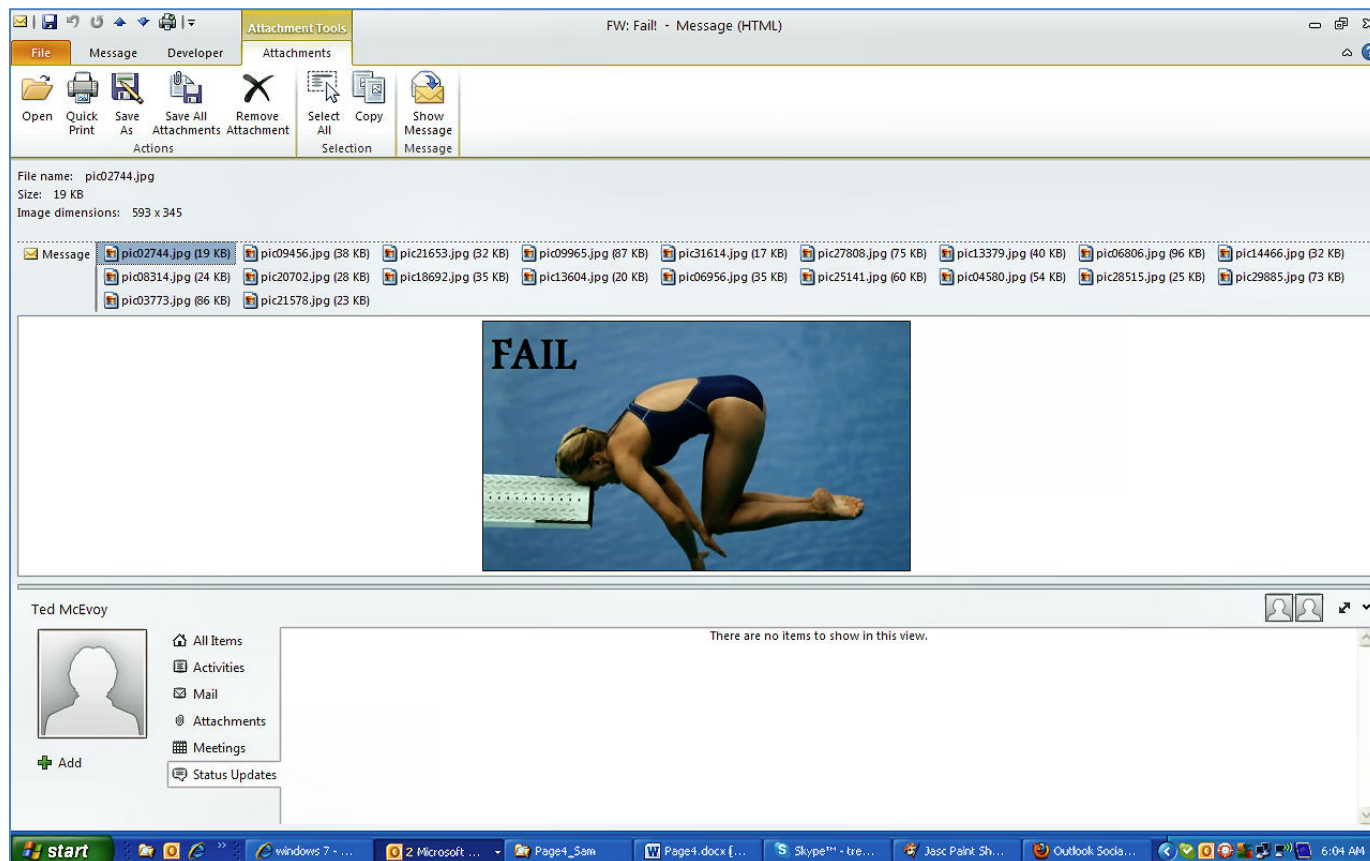 Attachment Tools
FW: Fail! - Message (HTML)
File Message Developer Attachments
Open
Quick Print
Save As
Save All Attachments
Remove Attachment
Select All
Copy
Show Message
Actions Selection Message
File name: pic02744.jpg
Size: 19 KB
Image dimensions: 593 x 345
Message pic02744.jpg (19 KB) pic09456.jpg (38 KB) pic21653.jpg (32 KB) pic09965.jpg (87 KB) pic31614.jpg (17 KB) pic27808.jpg (75 KB) pic13379.jpg (40 KB) pic06806.jpg (96 KB) pic14466.jpg (32 KB)
pic08314.jpg (24 KB) pic20702.jpg (28 KB) pic18692.jpg (35 KB) pic13604.jpg (20 KB) pic06956.jpg (35 KB) pic25141.jpg (60 KB) pic04580.jpg (54 KB) pic28515.jpg (25 KB) pic29885.jpg (73 KB)
pic03773.jpg (86 KB) pic21578.jpg (23 KB)
FAIL
Ted McEvoy
There are no items to show in this view.
All Items
Activities
Mail
Attachments
Meetings
Status Updates
Add
start windows 7 - ... 2 Microsoft ... Page4_Sam Page4.docx [... Skype™ - tre... Jasc Paint Sh... Outlook Socia... 6:04 AM